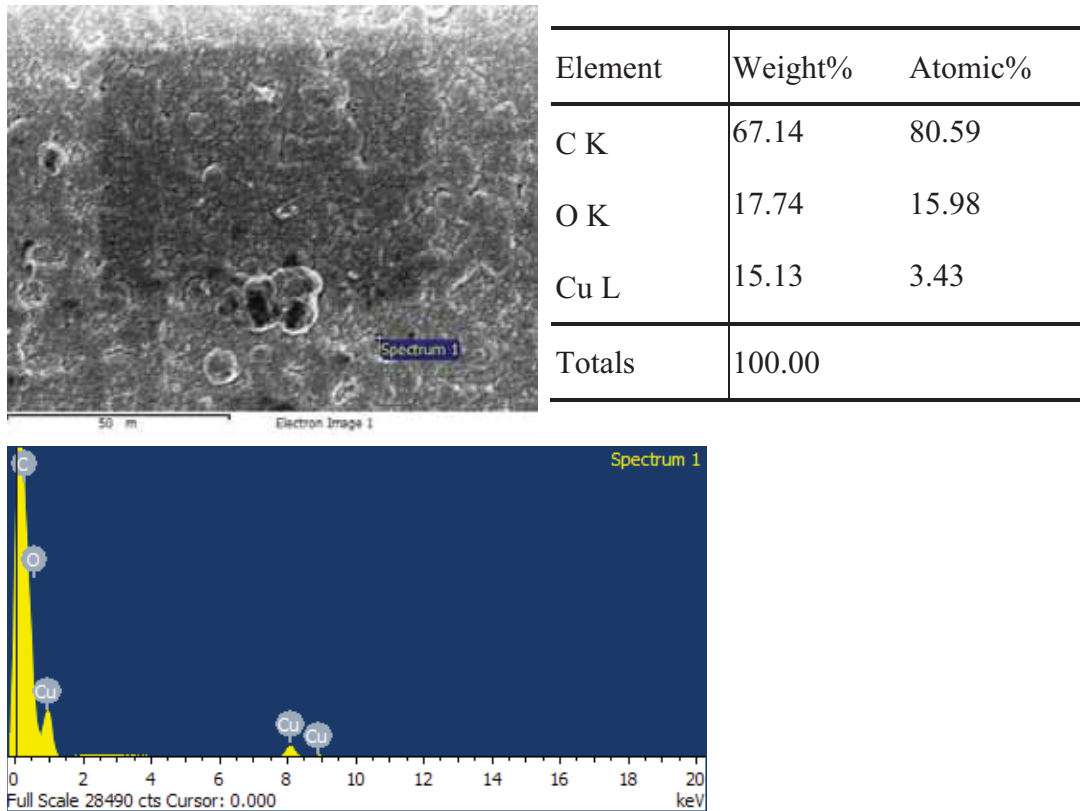 Spectrum 1
50 m
Electron Image 1
Element Weight% Atomic%
C K 67.14 80.59
O K 17.74 15.98
Cu L 15.13 3.43
Totals 100.00
Spectrum 1
C
O
Cu
Cu
Cu
0 2 4 6 8 10 12 14 16 18 20
Full Scale 28490 cts Cursor: 0.000 keV